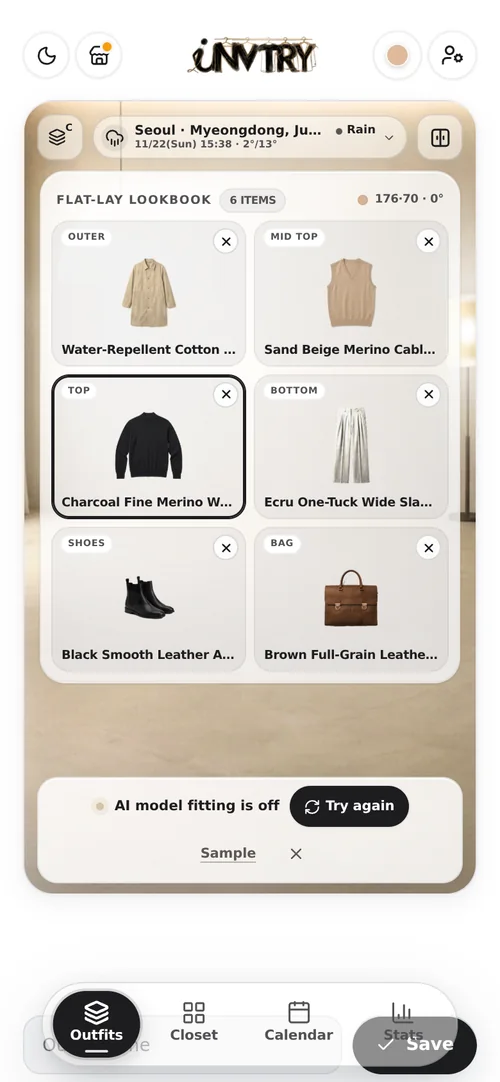 iNVTRY
C
Seoul · Myeongdong, Ju... Rain
11/22(Sun) 15:38 · 2°/13°
FLAT-LAY LOOKBOOK 6 ITEMS 176·70 · 0°
OUTER MID TOP
Water-Repellent Cotton ... Sand Beige Merino Cabl...
TOP BOTTOM
Charcoal Fine Merino W... Ecru One-Tuck Wide Sla...
SHOES BAG
Black Smooth Leather A... Brown Full-Grain Leathe...
AI model fitting is off Try again
Sample
Outfits Closet Calendar Stats
Save